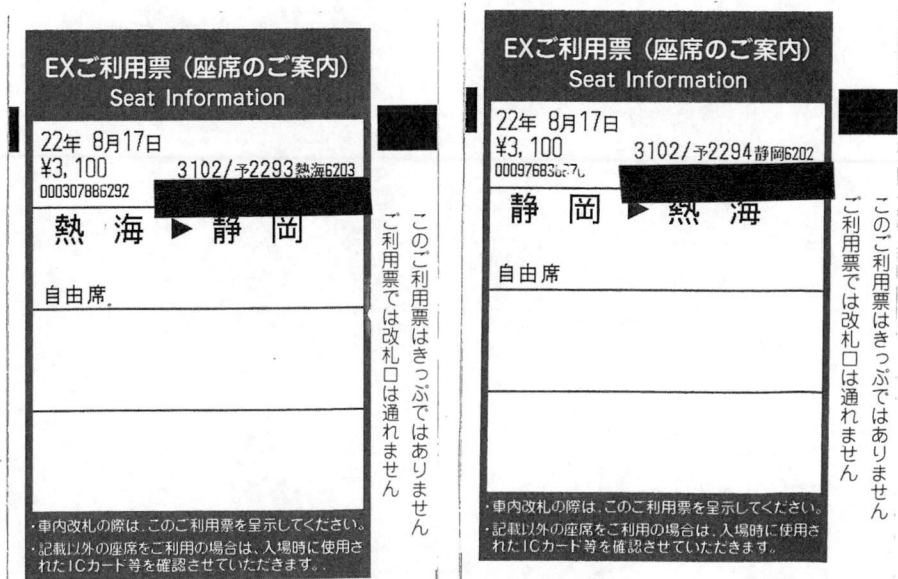 EXご利用票（座席のご案内）
Seat Information
22年 8月17日
¥3,100
3102/予2293熱海6203
000307886292
熱 海 ▶ 静 岡
自由席
・車内改札の際は、このご利用票を呈示してください。
・記載以外の座席をご利用の場合は、入場時に使用さ
れたICカード等を確認させていただきます。
このご利用票はきっぷではありません
ご利用票では改札口は通れません
EXご利用票（座席のご案内）
Seat Information
22年 8月17日
¥3,100
3102/予2294静岡6202
静 岡 ▶ 熱 海
自由席
・車内改札の際は、このご利用票を呈示してください。
・記載以外の座席をご利用の場合は、入場時に使用さ
れたICカード等を確認させていただきます。
このご利用票はきっぷではありません
ご利用票では改札口は通れません